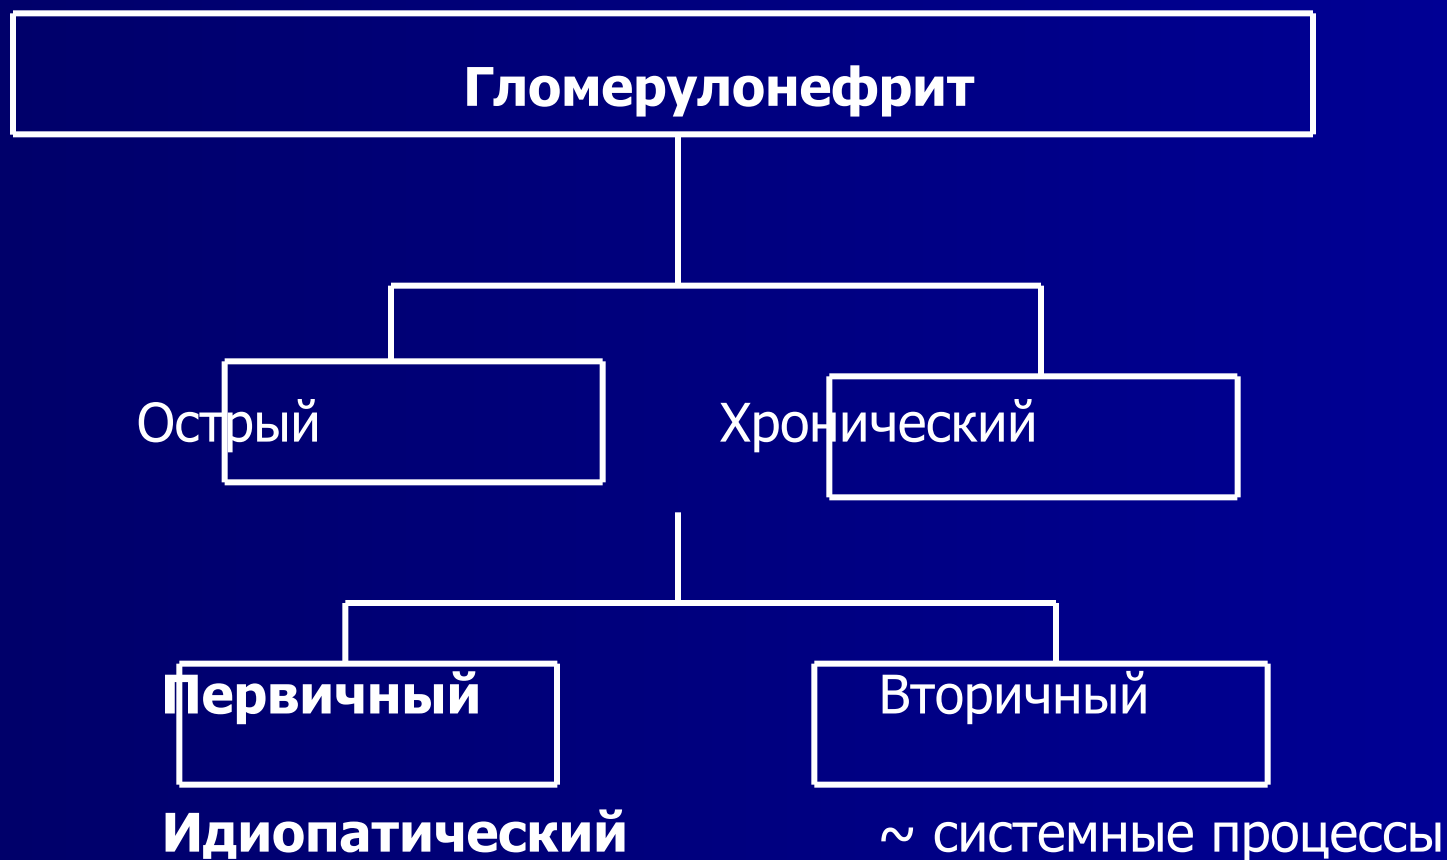 Гломерулонефрит
Острый Хронический
Первичный Вторичный
Идиопатический ~ системные процессы